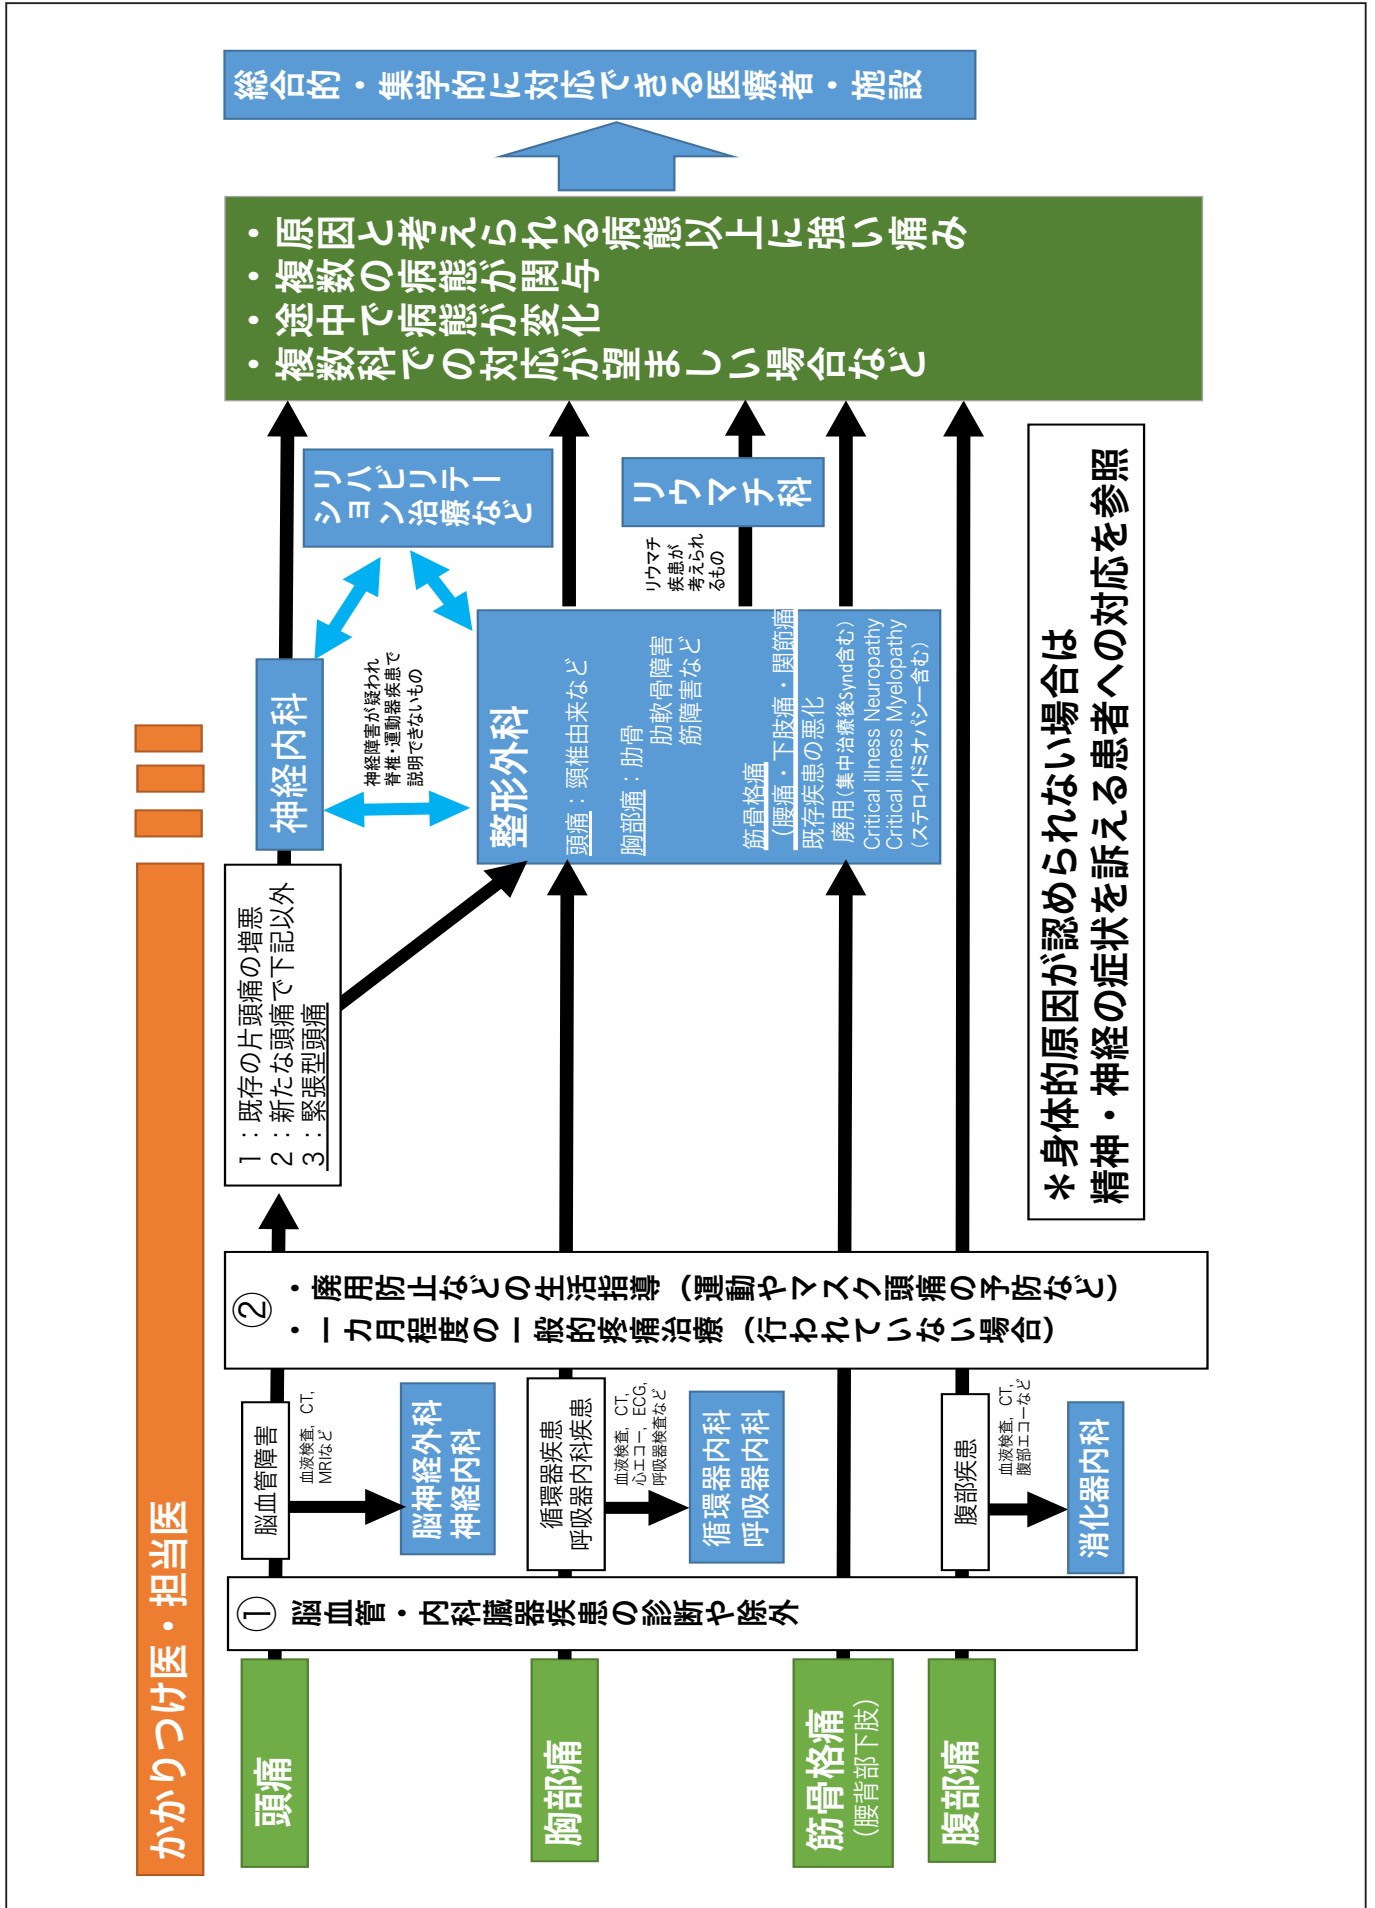 かかりつけ医・担当医
頭痛
胸部痛
筋骨格痛
（腰背部下肢）
腹部痛
① 脳血管・内科臓器疾患の診断や除外
脳血管障害
血液検査，CT，
MRIなど
脳神経外科
神経内科
循環器疾患
呼吸器内科疾患
血液検査，CT，
心エコー，ECG，
呼吸器検査など
循環器内科
呼吸器内科
腹部疾患
血液検査，CT，
腹部エコーなど
消化器内科
②
・廃用防止などの生活指導（運動やマスク頭痛の予防など）
・一カ月程度の一般的疼痛治療（行われていない場合）
1：既存の片頭痛の増悪
2：新たな頭痛で下記以外
3：緊張型頭痛
神経内科
神経障害が疑われ
脊椎・運動器疾患で
説明できないもの
リハビリテー
ション治療など
整形外科
頭痛：頸椎由来など
胸部痛：肋骨
肋軟骨障害
筋障害など
筋骨格痛
（腰痛・下肢痛・関節痛
既存疾患の悪化
廃用（集中治療後Synd含む）
Critical illness Neuropathy
Critical illness Myelopathy
（ステロイドミオパシー含む）
リウマチ
疾患が
考えられ
るもの
リウマチ科
・原因と考えられる病態以上に強い痛み
・複数の病態が関与
・途中で病態が変化
・複数科での対応が望ましい場合など
総合的・集学的に対応できる医療者・施設
＊身体的原因が認められない場合は
精神・神経の症状を訴える患者への対応を参照